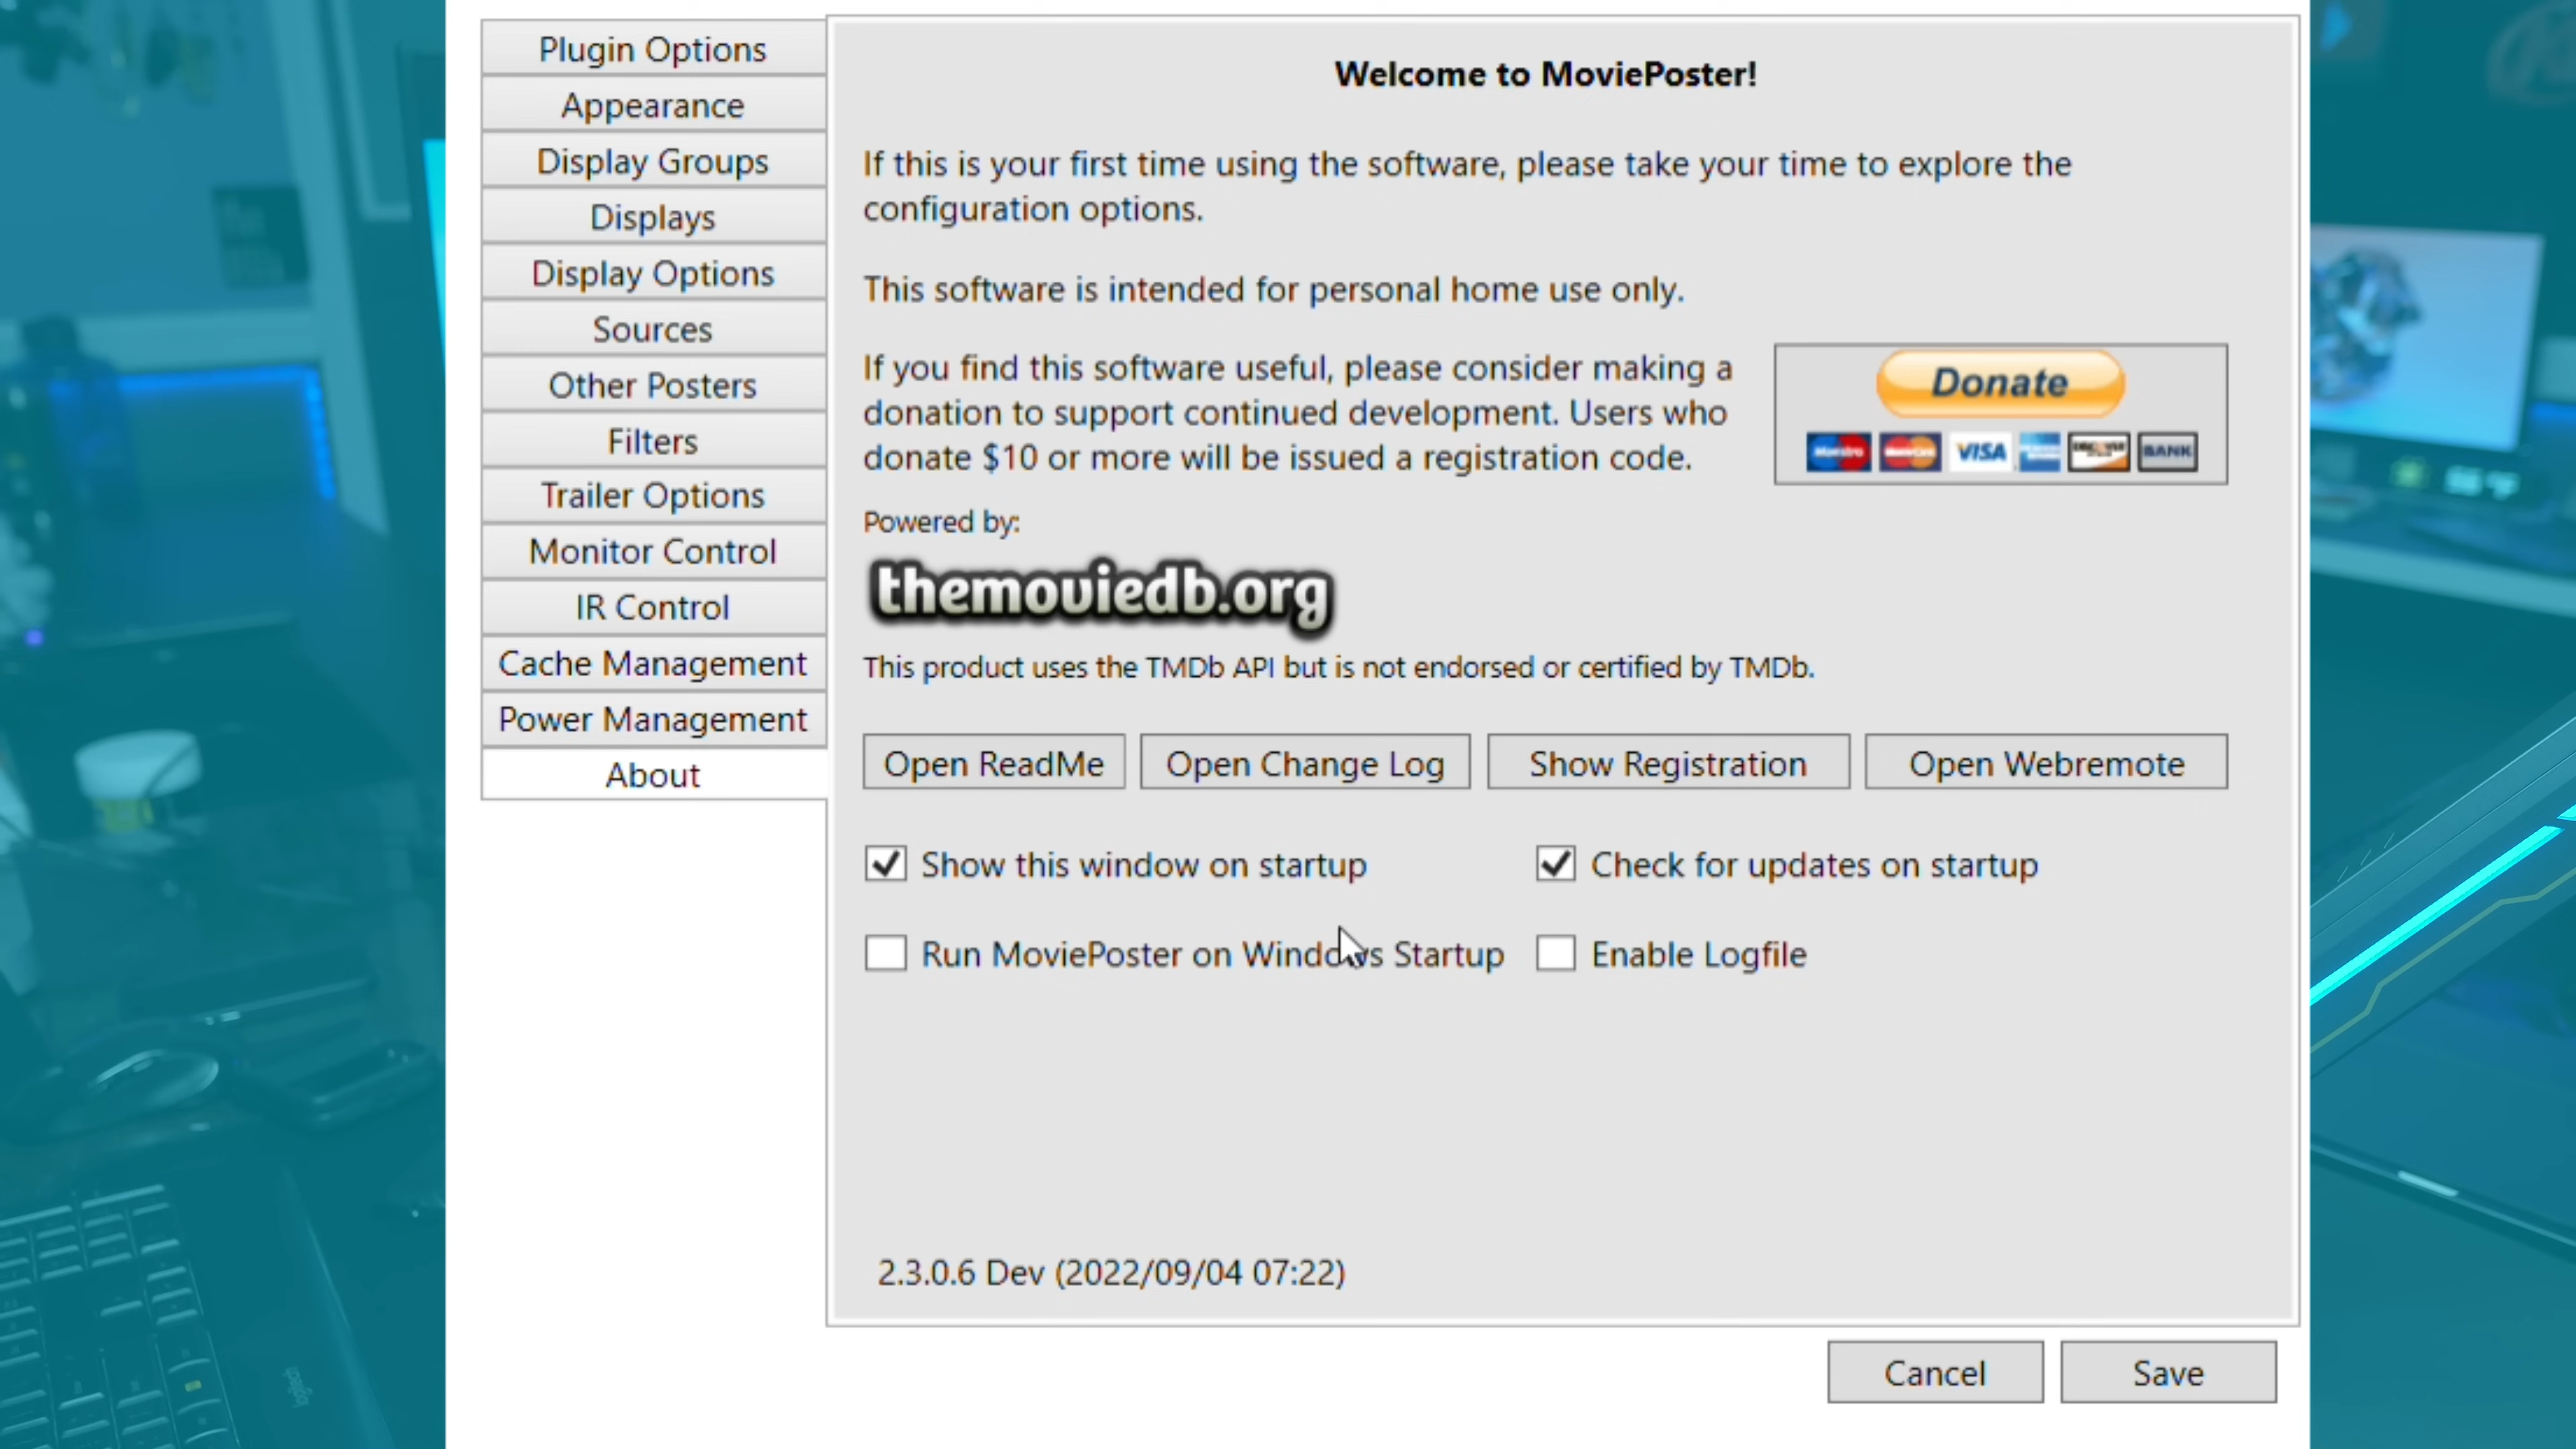 Plugin Options
Appearance
Display Groups
Displays
Display Options
Sources
Other Posters
Filters
Trailer Options
Monitor Control
IR Control
Cache Management
Power Management
About
Welcome to MoviePoster!
If this is your first time using the software, please take your time to explore the
configuration options.
This software is intended for personal home use only.
If you find this software useful, please consider making a
donation to support continued development. Users who
donate $10 or more will be issued a registration code.
Donate
Maestro MasterCard VISA DISCOVER BANK
Powered by:
themoviedb.org
This product uses the TMDb API but is not endorsed or certified by TMDb.
Open ReadMe
Open Change Log
Show Registration
Open Webremote
Show this window on startup
Check for updates on startup
Run MoviePoster on Windows Startup
Enable Logfile
2.3.0.6 Dev (2022/09/04 07:22)
Cancel
Save